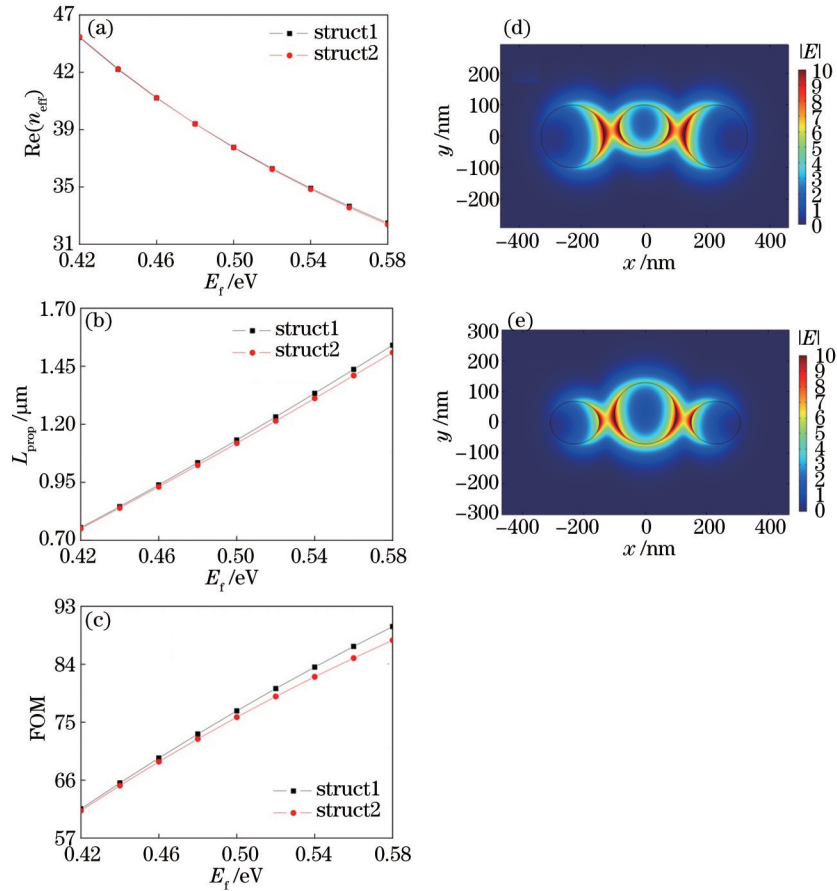 (a)
struct1
struct2
47
42
39
35
31
Re(n_eff)
0.42 0.46 0.50 0.54 0.58
E_f /eV
(b)
struct1
struct2
1.70
1.45
1.20
0.95
0.70
L_prop /μm
0.42 0.46 0.50 0.54 0.58
E_f /eV
(c)
struct1
struct2
93
84
75
66
57
FOM
0.42 0.46 0.50 0.54 0.58
E_f /eV
(d)
|E|
10
9
8
7
6
5
4
3
2
1
0
200
100
0
−100
−200
y /nm
−400 −200 0 200 400
x /nm
(e)
|E|
10
9
8
7
6
5
4
3
2
1
0
300
200
100
0
−100
−200
−300
y /nm
−400 −200 0 200 400
x /nm